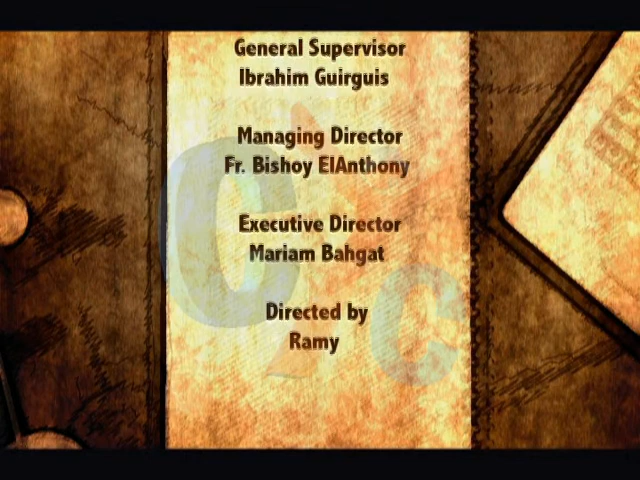 General Supervisor
Ibrahim Guirguis
Managing Director
Fr. Bishoy ElAnthony
Executive Director
Mariam Bahgat
Directed by
Ramy
C
C